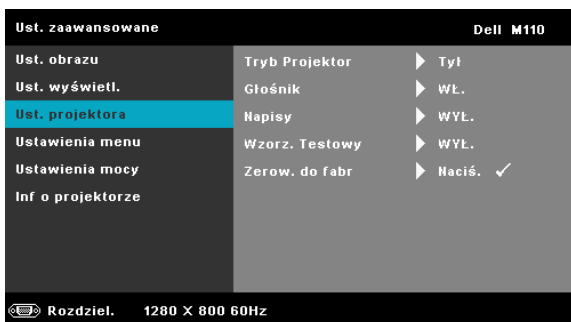 Ust. zaawansowane Dell M110
Ust. obrazu
Ust. wyświetl.
Ust. projektora
Ustawienia menu
Ustawienia mocy
Inf o projektorze
Tryb Projektor Tył
Głośnik WŁ.
Napisy WYŁ.
Wzorz. Testowy WYŁ.
Zerow. do fabr Naciś. ✓
Rozdziel. 1280 X 800 60Hz